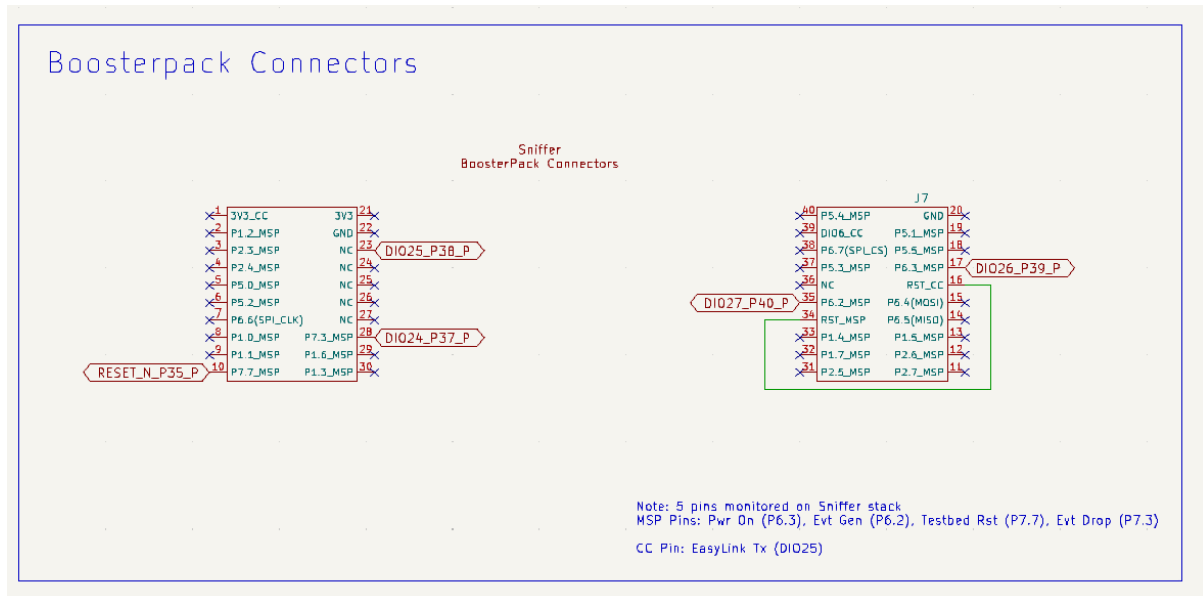 Boosterpack Connectors
Sniffer
BoosterPack Connectors
1 3V3_CC 3V3 21
2 P1.2_MSP GND 22
3 P2.3_MSP NC 23 DIO25_P38_P
4 P2.4_MSP NC 24
5 P5.0_MSP NC 25
6 P5.2_MSP NC 26
7 P6.6(SPI_CLK) NC 27
8 P1.0_MSP P7.3_MSP 28 DIO24_P37_P
9 P1.1_MSP P1.6_MSP 29
RESET_N_P35_P 10 P7.7_MSP P1.3_MSP 30
J7
40 P5.4_MSP GND 20
39 DIO6_CC P5.1_MSP 19
38 P6.7(SPI_CS) P5.5_MSP 18
37 P5.3_MSP P6.3_MSP 17 DIO26_P39_P
36 NC RST_CC 16
DIO27_P40_P 35 P6.2_MSP P6.4(MOSI) 15
34 RST_MSP P6.5(MISO) 14
33 P1.4_MSP P1.5_MSP 13
32 P1.7_MSP P2.6_MSP 12
31 P2.5_MSP P2.7_MSP 11
Note: 5 pins monitored on Sniffer stack
MSP Pins: Pwr On (P6.3), Evt Gen (P6.2), Testbed Rst (P7.7), Evt Drop (P7.3)
CC Pin: EasyLink Tx (DIO25)